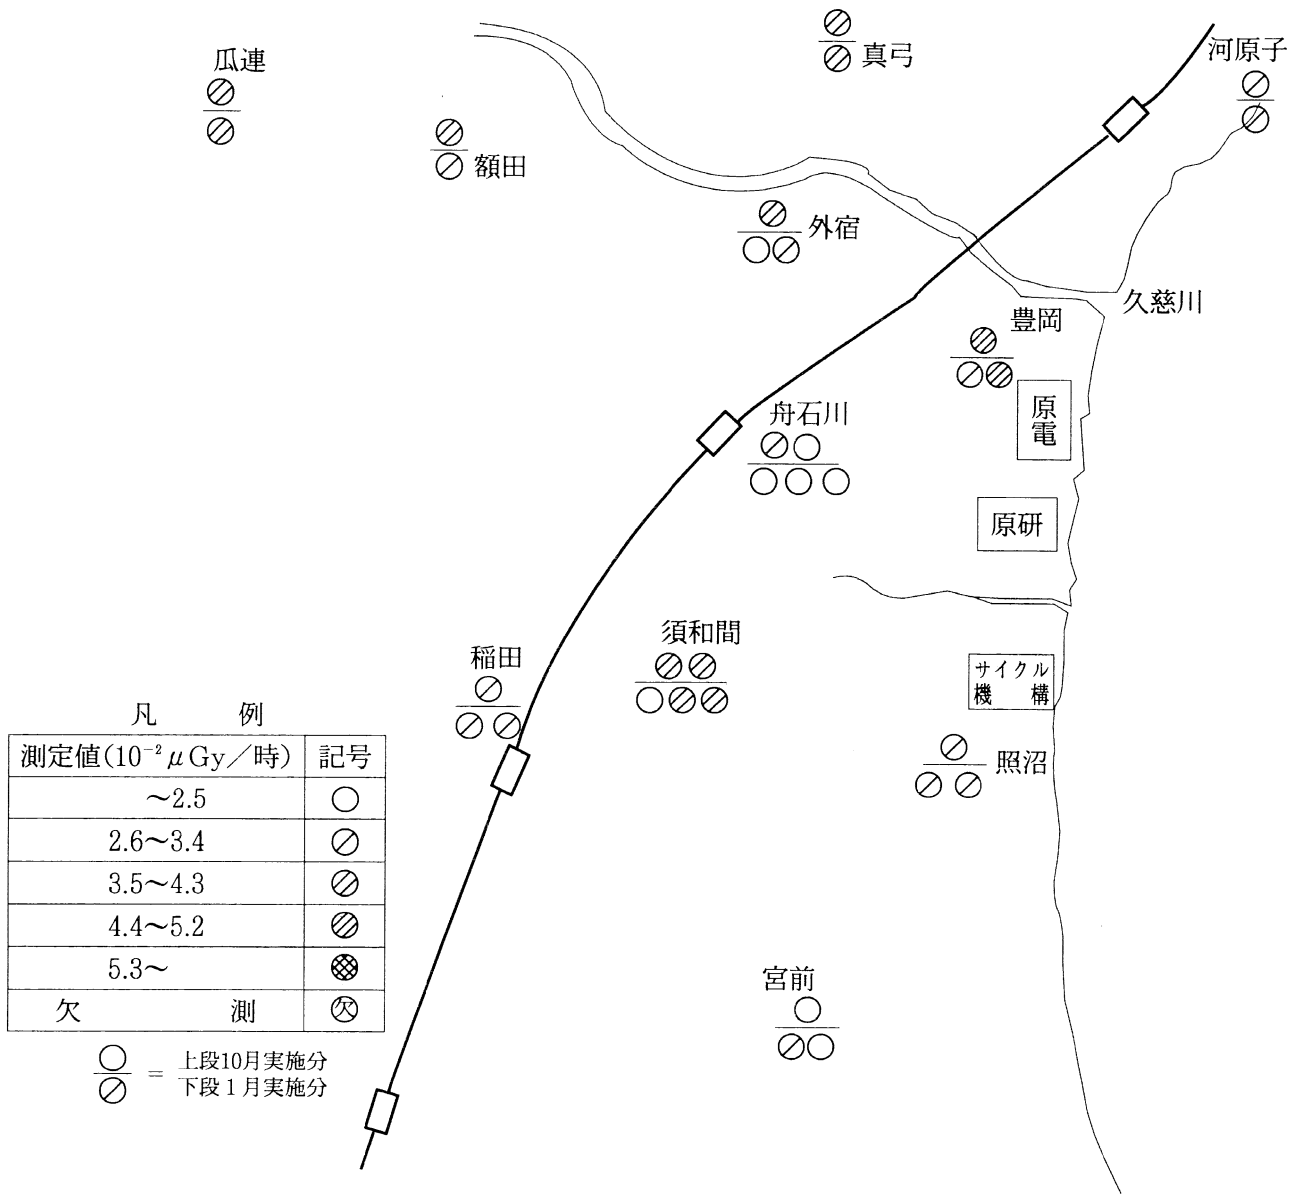 真弓
河原子
瓜連
額田
外宿
久慈川
豊岡
原電
舟石川
原研
須和間
稲田
サイクル
機構
照沼
宮前
凡例
測定値(10⁻²μGy/時) 記号
~2.5
2.6~3.4
3.5~4.3
4.4~5.2
5.3~
欠測 欠
= 上段10月実施分
下段1月実施分